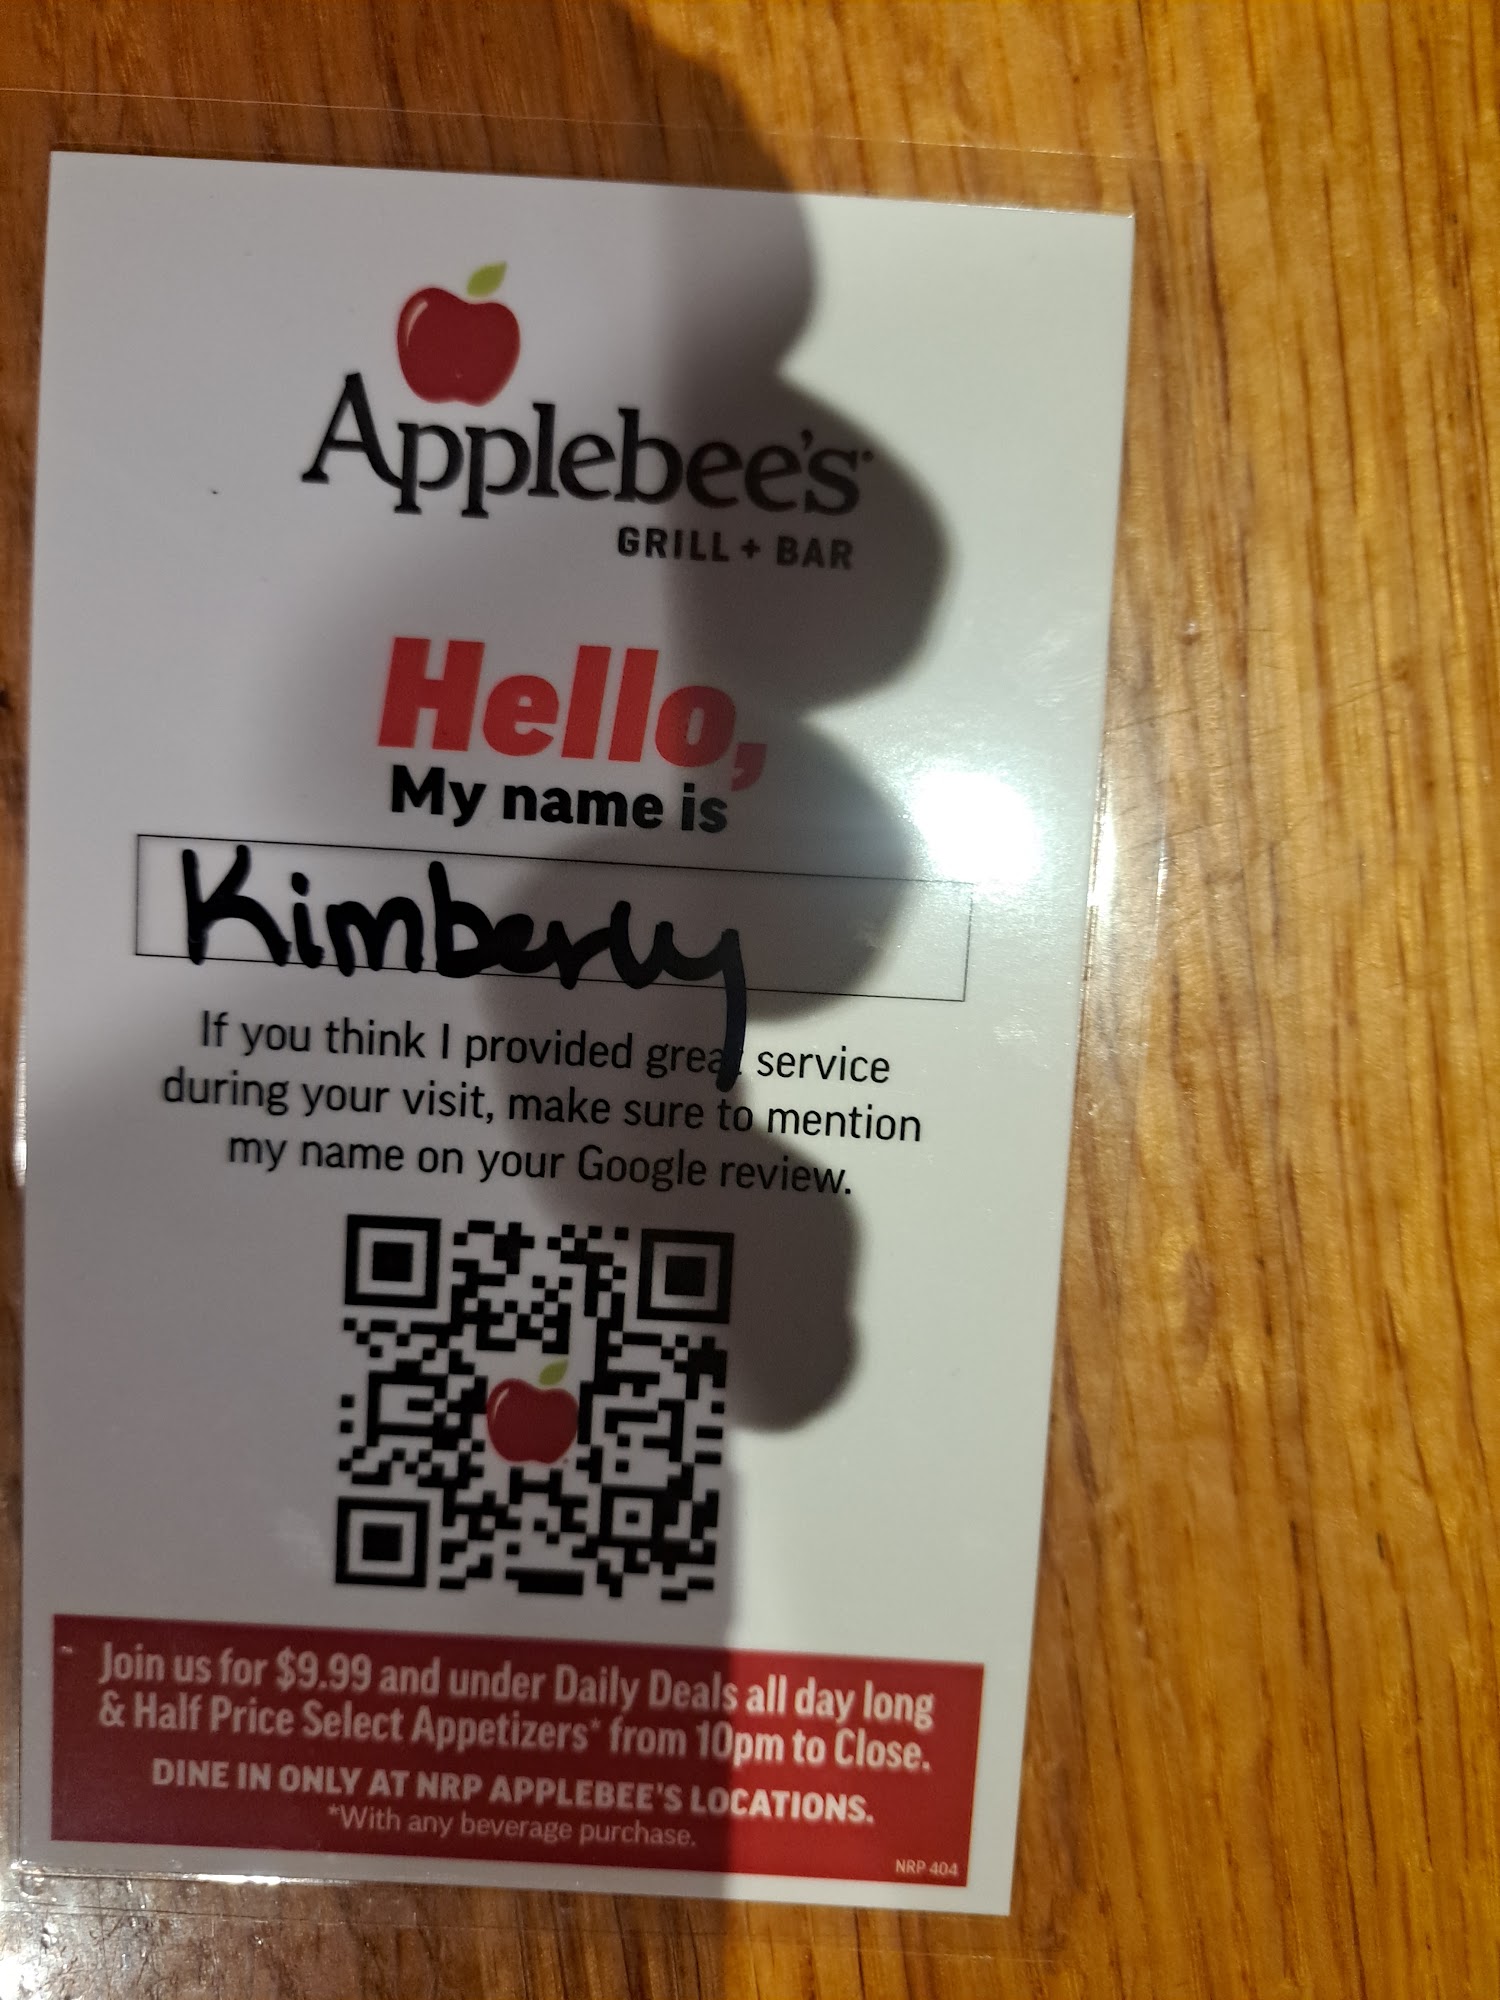 Applebee's
GRILL + BAR
Hello,
My name is
Kimberly
If you think I provided great service
during your visit, make sure to mention
my name on your Google review.
Join us for $9.99 and under Daily Deals all day long
& Half Price Select Appetizers* from 10pm to Close.
DINE IN ONLY AT NRP APPLEBEE'S LOCATIONS.
*With any beverage purchase.
NRP 404